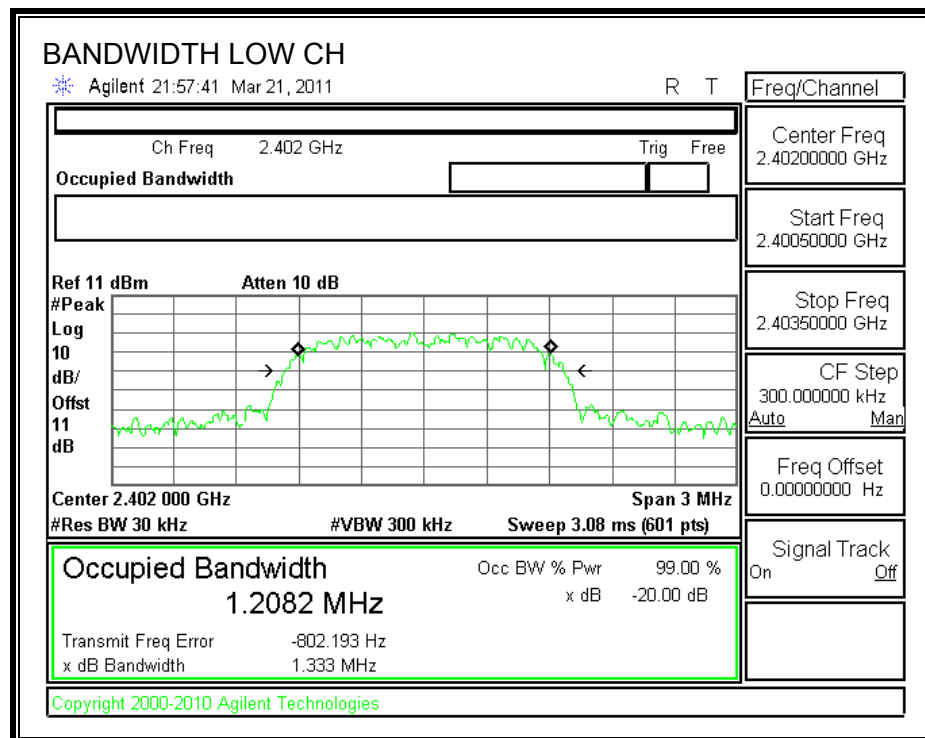 BANDWIDTH LOW CH
Agilent 21:57:41 Mar 21, 2011 R T
Freq/Channel
Ch Freq 2.402 GHz Trig Free
Occupied Bandwidth
Center Freq
2.40200000 GHz
Start Freq
2.40050000 GHz
Stop Freq
2.40350000 GHz
CF Step
300.000000 kHz
Auto Man
Freq Offset
0.00000000 Hz
Signal Track
On Off
Ref 11 dBm Atten 10 dB
#Peak
Log
10
dB/
Offst
11
dB
Center 2.402 000 GHz Span 3 MHz
#Res BW 30 kHz #VBW 300 kHz Sweep 3.08 ms (601 pts)
Occupied Bandwidth Occ BW % Pwr 99.00 %
1.2082 MHz x dB -20.00 dB
Transmit Freq Error -802.193 Hz
x dB Bandwidth 1.333 MHz
Copyright 2000-2010 Agilent Technologies